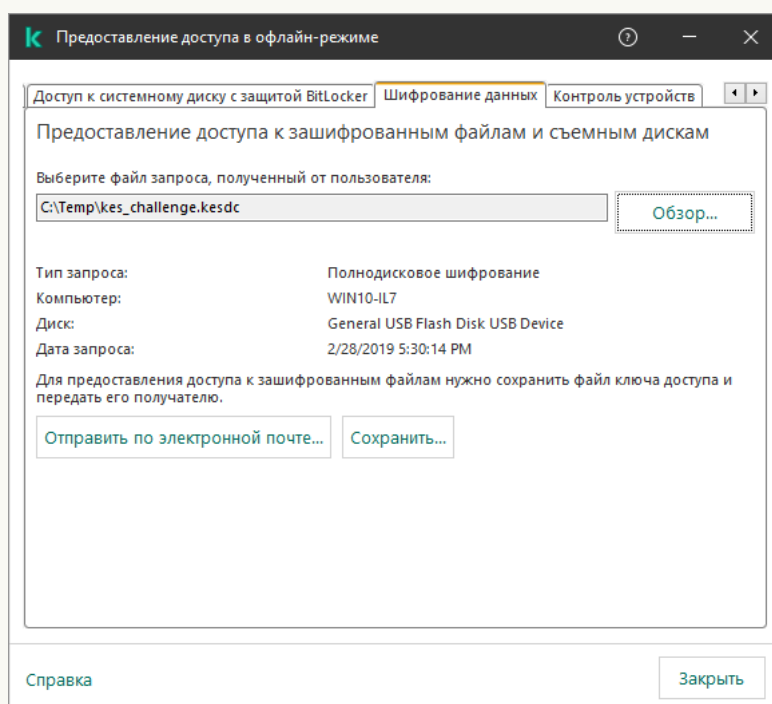 Предоставление доступа в офлайн-режиме
Доступ к системному диску с защитой BitLocker Шифрование данных Контроль устройств
Предоставление доступа к зашифрованным файлам и съемным дискам
Выберите файл запроса, полученный от пользователя:
C:\Temp\kes_challenge.kesdc Обзор...
Тип запроса: Полнодисковое шифрование
Компьютер: WIN10-IL7
Диск: General USB Flash Disk USB Device
Дата запроса: 2/28/2019 5:30:14 PM
Для предоставления доступа к зашифрованным файлам нужно сохранить файл ключа доступа и
передать его получателю.
Отправить по электронной почте... Сохранить...
Справка Закрыть